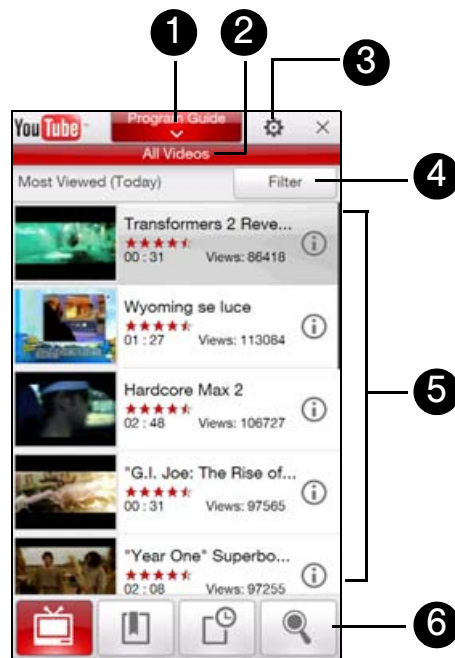 1 2 3
You Tube Program Guide
All Videos
Most Viewed (Today) Filter 4
Transformers 2 Reve...
00 : 31 Views: 86418
Wyoming se luce
01 : 27 Views: 113084
5
Hardcore Max 2
02 : 48 Views: 106727
"G.I. Joe: The Rise of...
00 : 31 Views: 97565
"Year One" Superbo...
02 : 08 Views: 97255
6